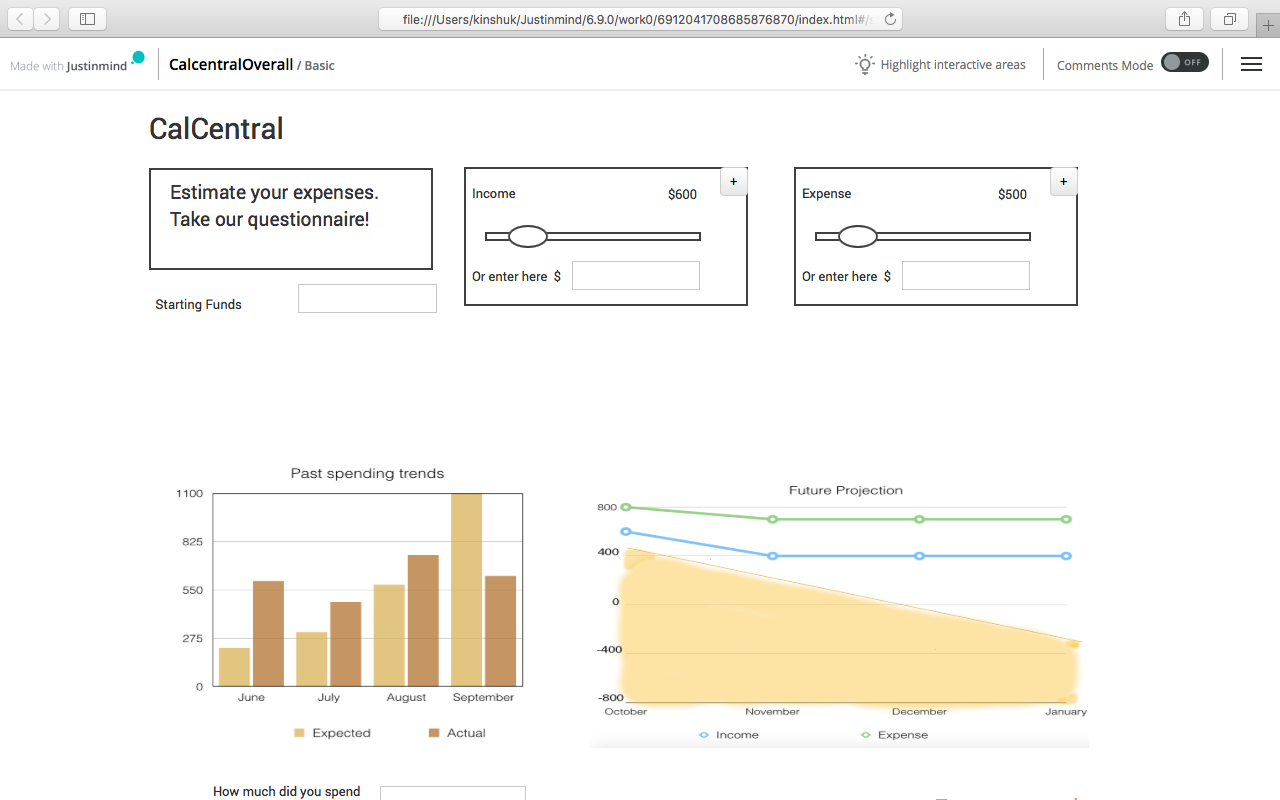 file:///Users/kinshuk/Justinmind/6.9.0/work0/6912041708685876870/index.html#/
Made with Justinmind
CalcentralOverall / Basic
Highlight interactive areas
Comments Mode
OFF
CalCentral
Estimate your expenses.
Take our questionnaire!
Starting Funds
Income
$600
+
Or enter here $
Expense
$500
+
Or enter here $
Past spending trends
1100
825
550
275
0
June
July
August
September
Expected
Actual
Future Projection
800
400
0
-400
-800
October
November
December
January
Income
Expense
How much did you spend